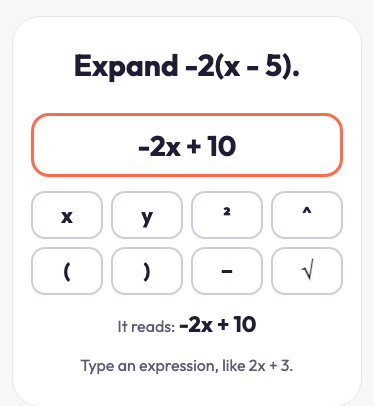 Expand -2(x - 5).
-2x + 10
x y ² ^
( ) − √
It reads: -2x + 10
Type an expression, like 2x + 3.